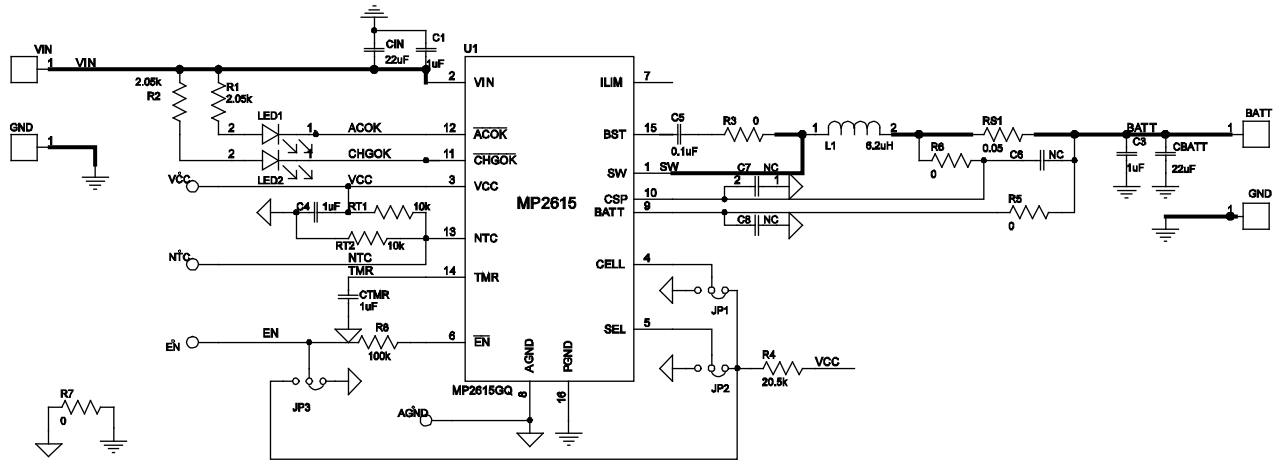 VIN
1
VIN
CIN
22uF
C1
1uF
U1
2.05k
R2
R1
2.05k
2
VIN
ILIM
7
GND
1
LED1
2
1
ACOK
12
ACOK
BST
15
C5
0.1uF
R3
0
1
L1
2
6.2uH
RS1
0.05
BATT
1
BATT
C3
1uF
CBATT
22uF
2
1
CHGOK
11
CHGOK
LED2
SW
1
SW
R6
0
C6
NC
VCC
VCC
3
VCC
C7
NC
2
1
CSP
10
MP2615
C4
1uF
RT1
10k
BATT
9
R5
0
1
GND
C8
NC
RT2
10k
13
NTC
NTC
NTC
TMR
14
TMR
CELL
4
CTMR
1uF
JP1
EN
EN
R8
100k
6
EN
SEL
5
AGND
PGND
JP2
R4
20.5k
VCC
JP3
MP2615GQ
8
16
R7
0
AGND